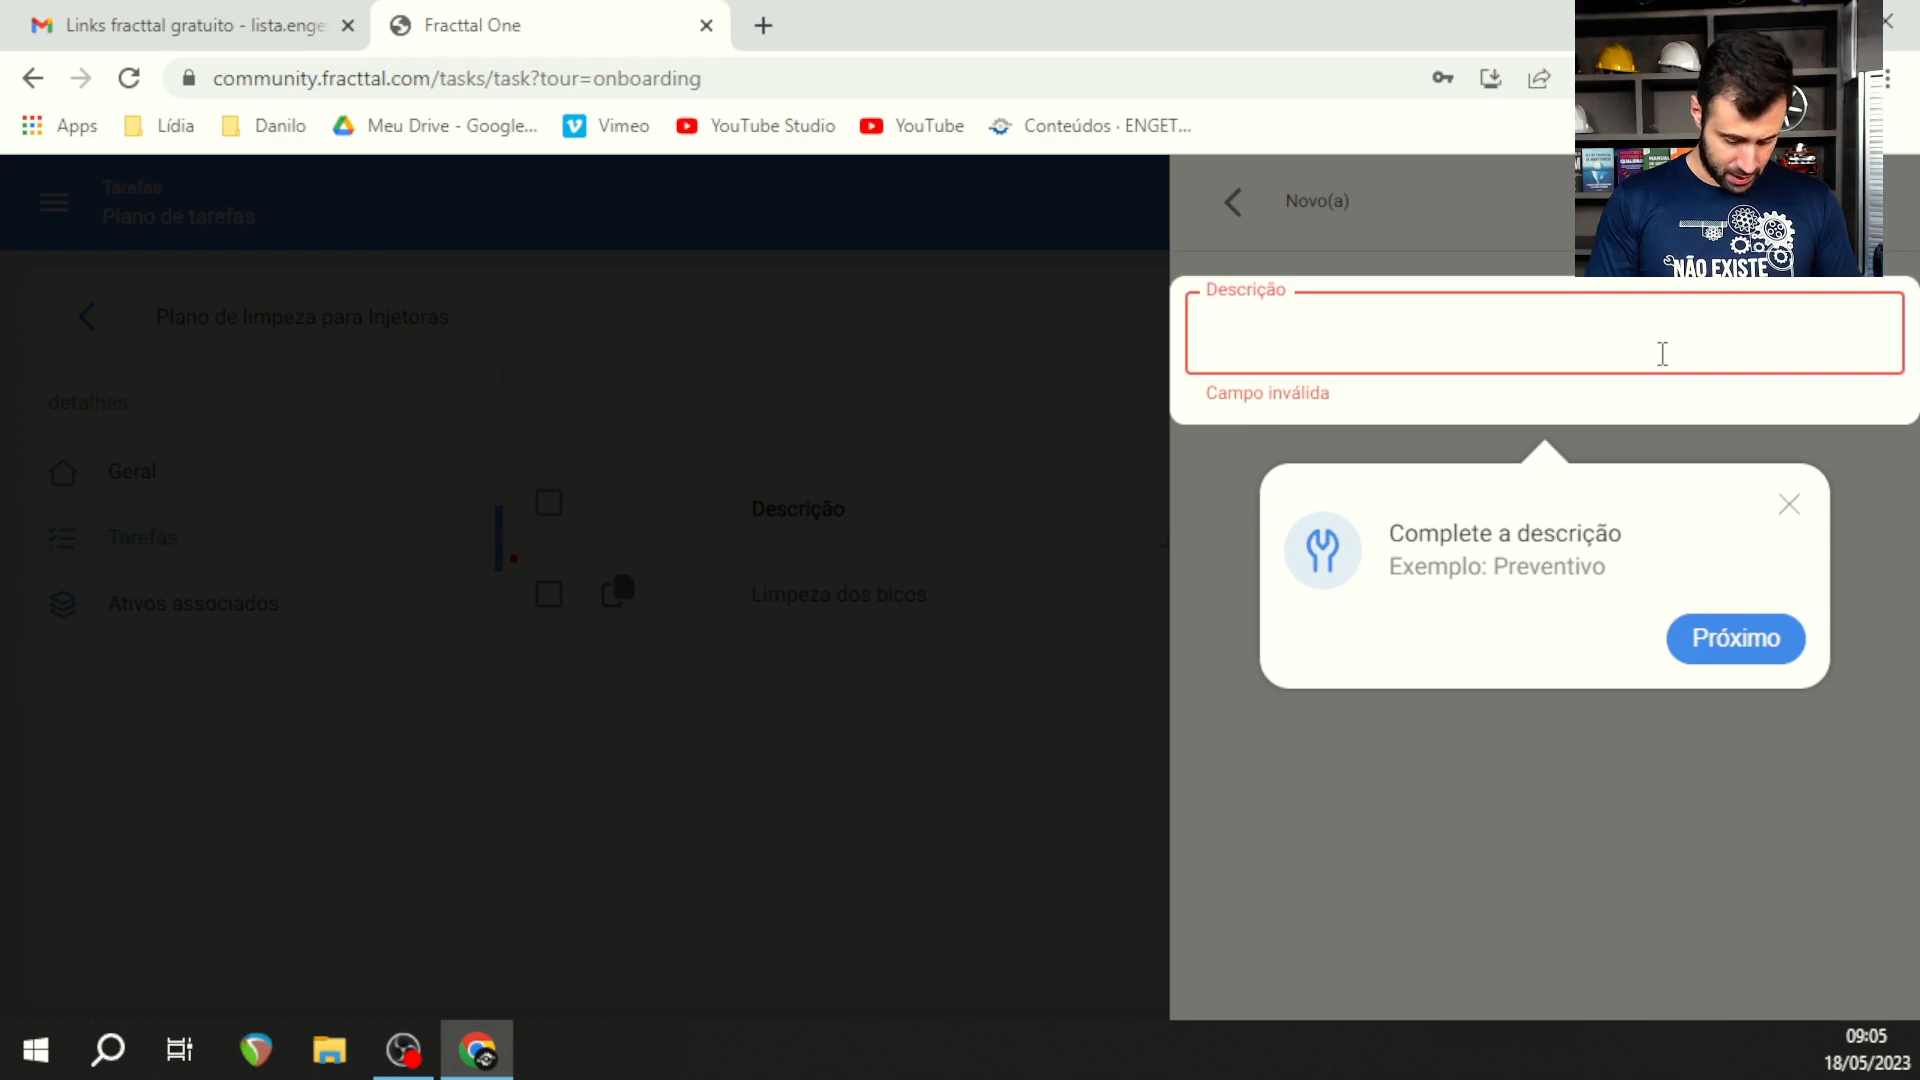 Links fracttal gratuito - lista.enge
Fracttal One
community.fracttal.com/tasks/task?tour=onboarding
Apps
Lídia
Danilo
Meu Drive - Google...
Vimeo
YouTube Studio
YouTube
Conteúdos · ENGET...
Tarefas
Plano de tarefas
Novo(a)
NÃO EXISTE
Plano de limpeza para Injetoras
detalhes
Geral
Tarefas
Ativos associados
Descrição
Limpeza dos bicos
Descrição
Campo inválida
Complete a descrição
Exemplo: Preventivo
Próximo
09:05
18/05/2023